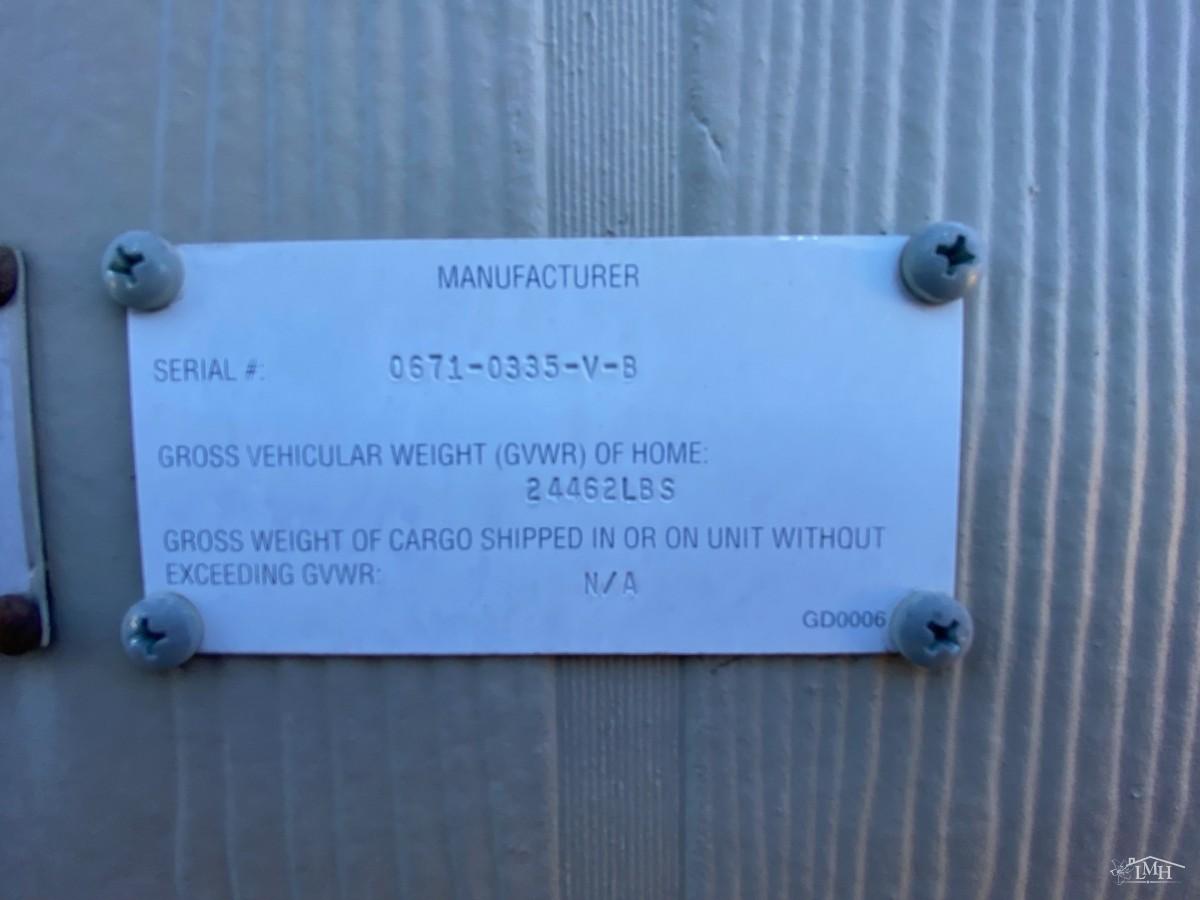 MANUFACTURER
SERIAL #: 0671-0335-V-B
GROSS VEHICULAR WEIGHT (GVWR) OF HOME:
24462LBS
GROSS WEIGHT OF CARGO SHIPPED IN OR ON UNIT WITHOUT
EXCEEDING GVWR: N/A
GD0006
LMH